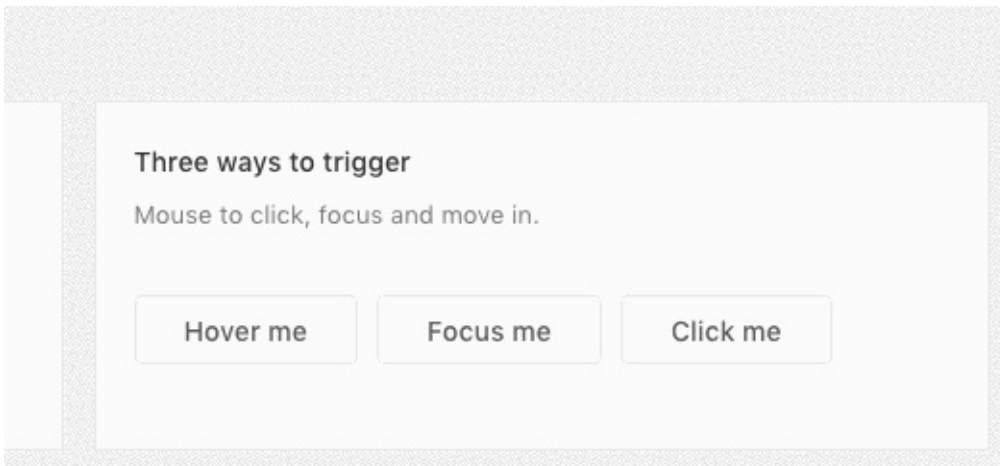 Three ways to trigger
Mouse to click, focus and move in.
Hover me Focus me Click me